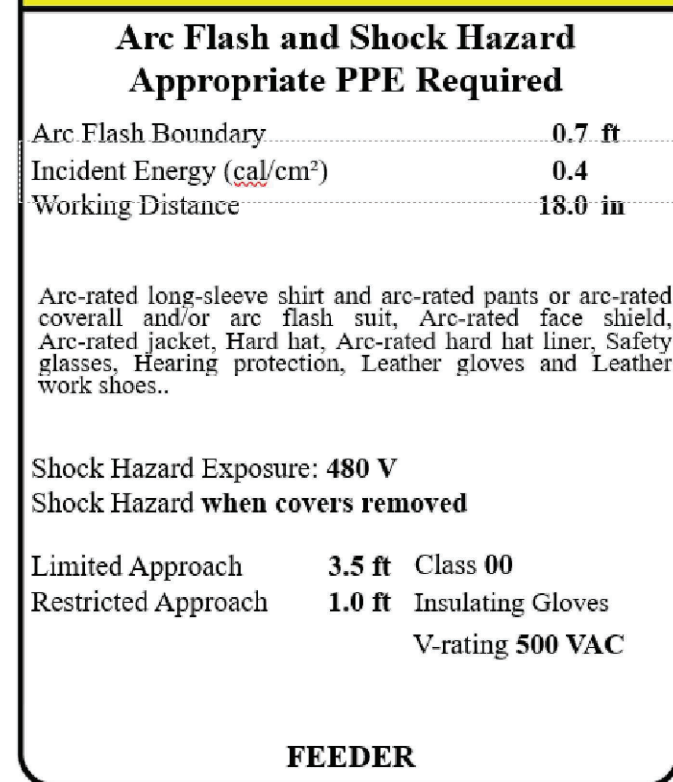 Arc Flash and Shock Hazard
Appropriate PPE Required
Arc Flash Boundary 0.7 ft
Incident Energy (cal/cm²) 0.4
Working Distance 18.0 in
Arc-rated long-sleeve shirt and arc-rated pants or arc-rated
coverall and/or arc flash suit, Arc-rated face shield,
Arc-rated jacket, Hard hat, Arc-rated hard hat liner, Safety
glasses, Hearing protection, Leather gloves and Leather
work shoes..
Shock Hazard Exposure: 480 V
Shock Hazard when covers removed
Limited Approach 3.5 ft Class 00
Restricted Approach 1.0 ft Insulating Gloves
V-rating 500 VAC
FEEDER